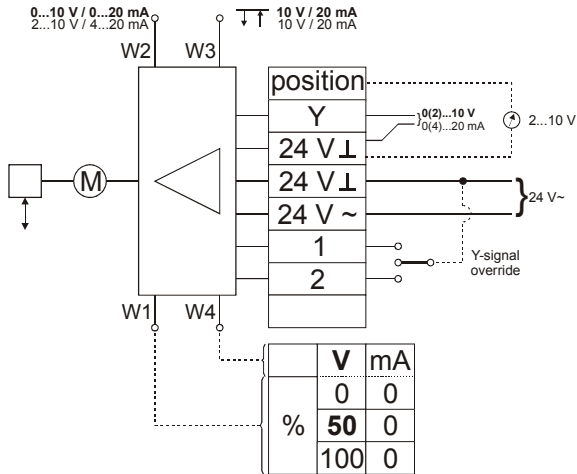 0...10 V / 0...20 mA
2...10 V / 4...20 mA
10 V / 20 mA
10 V / 20 mA
W2
W3
position
Y
0(2)...10 V
0(4)...20 mA
2...10 V
24 V ⊥
M
24 V ⊥
24 V ~
24 V~
1
2
Y-signal
override
W1
W4
V mA
0 0
% 50 0
100 0